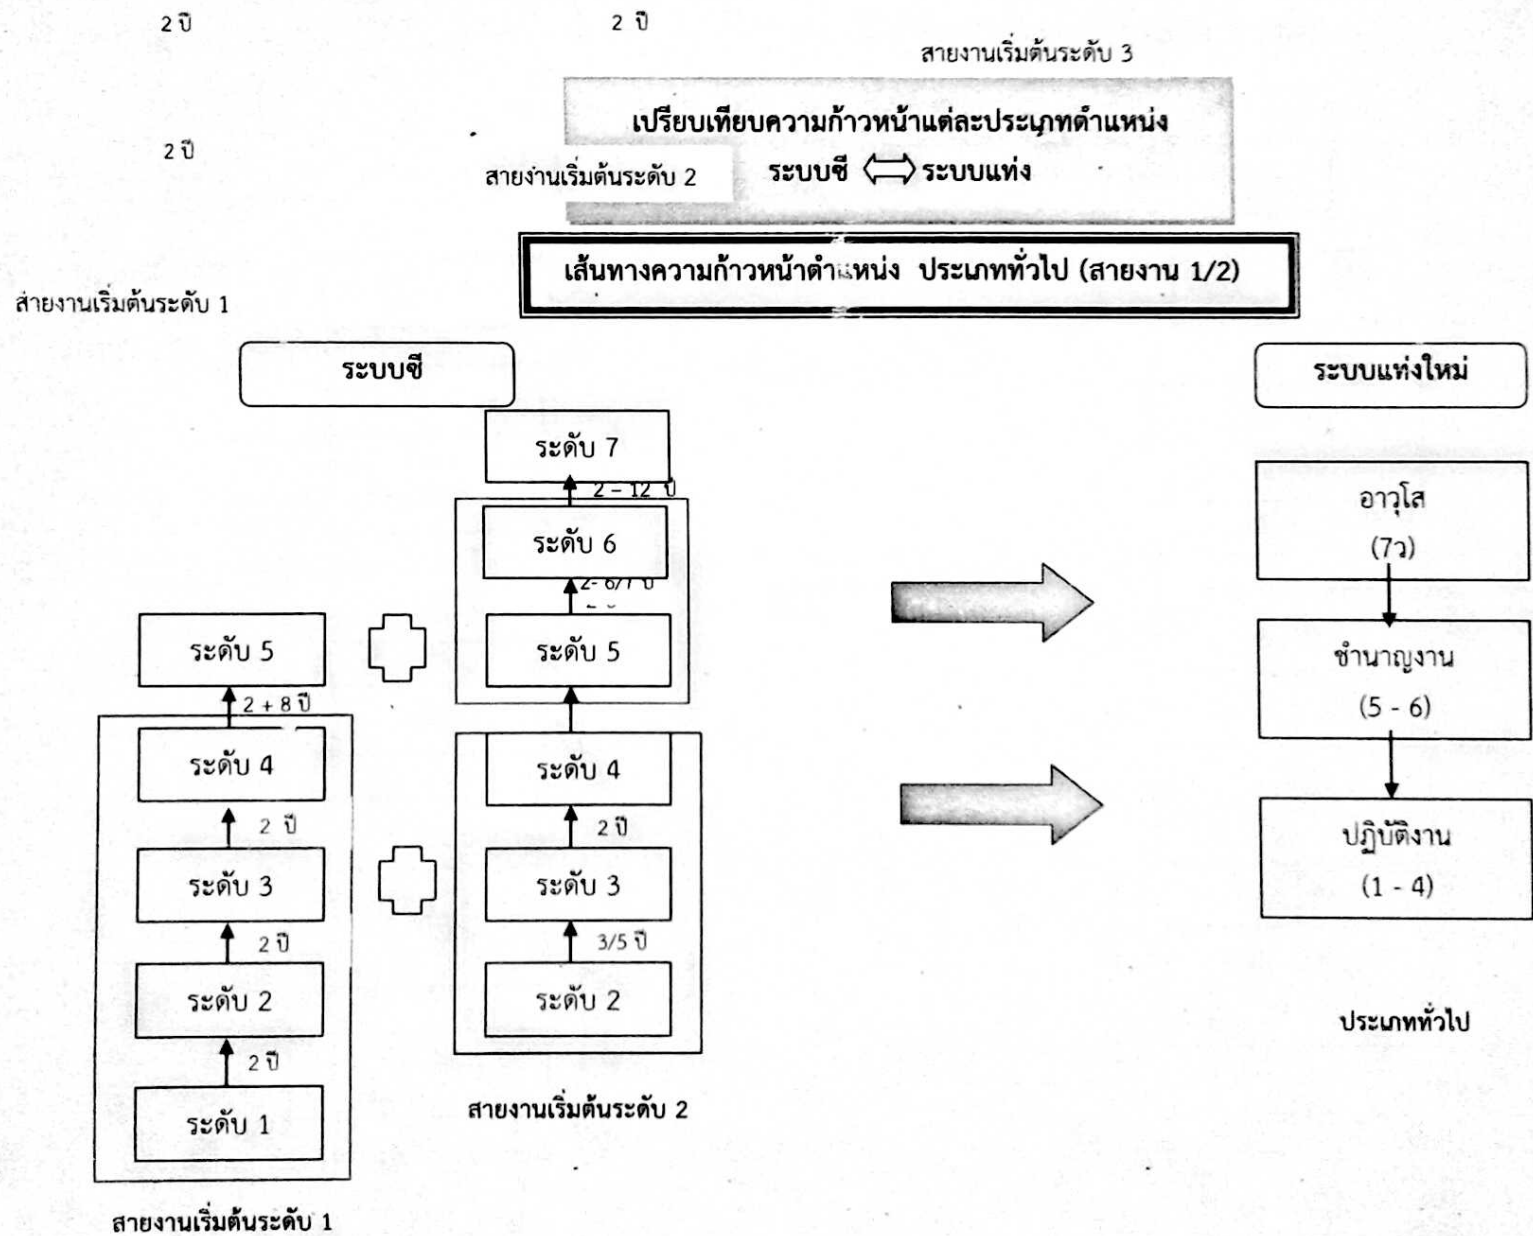 2 ปี
2 ปี
สายงานเริ่มต้นระดับ 3
เปรียบเทียบความก้าวหน้าแต่ละประเภทตำแหน่ง
2 ปี
สายงานเริ่มต้นระดับ 2
ระบบซี ระบบแท่ง
เส้นทางความก้าวหน้าตำแหน่ง ประเภททั่วไป (สายงาน 1/2)
สายงานเริ่มต้นระดับ 1
ระบบซี
ระบบแท่งใหม่
ระดับ 7
2 – 12 ปี
ระดับ 6
2- 6/7 ปี
ระดับ 5
ระดับ 4
2 ปี
ระดับ 3
3/5 ปี
ระดับ 2
สายงานเริ่มต้นระดับ 2
ระดับ 5
2 + 8 ปี
ระดับ 4
2 ปี
ระดับ 3
2 ปี
ระดับ 2
2 ปี
ระดับ 1
สายงานเริ่มต้นระดับ 1
อาวุโส
(7ว)
ชำนาญงาน
(5 - 6)
ปฏิบัติงาน
(1 - 4)
ประเภททั่วไป